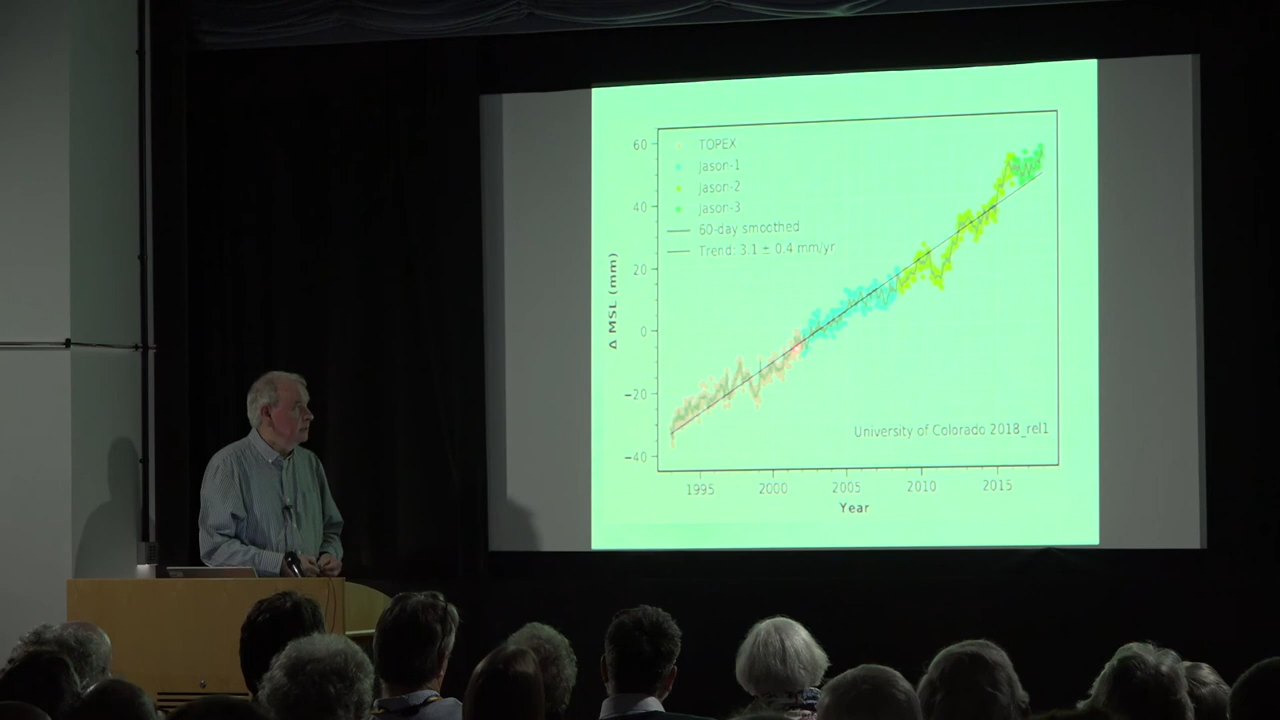 60
40
20
0
−20
−40
Δ MSL (mm)
TOPEX
Jason-1
Jason-2
Jason-3
60-day smoothed
Trend: 3.1 ± 0.4 mm/yr
University of Colorado 2018_rel1
1995 2000 2005 2010 2015
Year